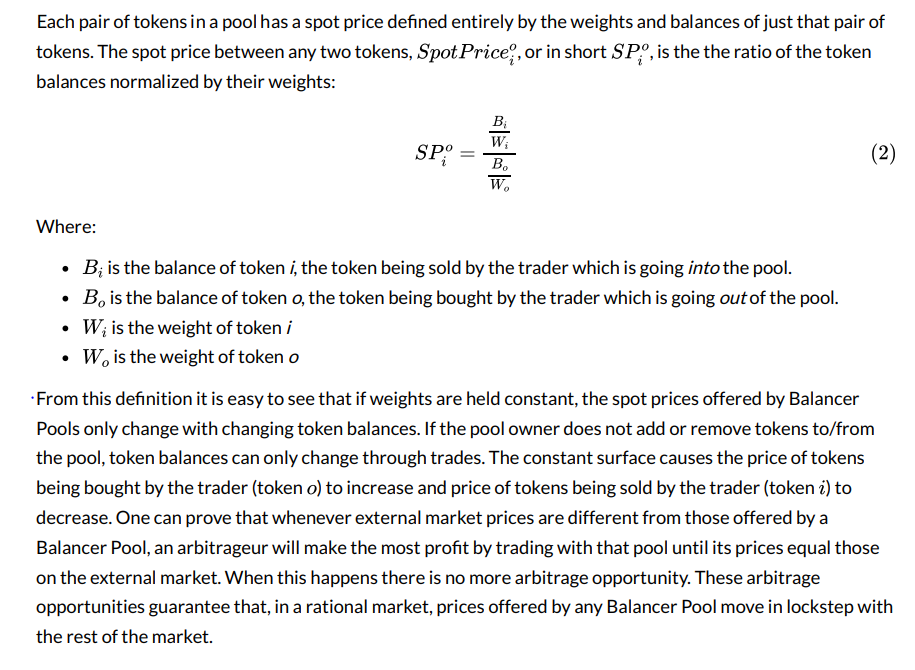 Each pair of tokens in a pool has a spot price defined entirely by the weights and balances of just that pair of
tokens. The spot price between any two tokens, $SpotPrice_i^o$, or in short $SP_i^o$, is the the ratio of the token
balances normalized by their weights:
$SP_i^o = \frac{\frac{B_i}{W_i}}{\frac{B_o}{W_o}}$ (2)
Where:
• $B_i$ is the balance of token i, the token being sold by the trader which is going into the pool.
• $B_o$ is the balance of token o, the token being bought by the trader which is going out of the pool.
• $W_i$ is the weight of token i
• $W_o$ is the weight of token o
From this definition it is easy to see that if weights are held constant, the spot prices offered by Balancer
Pools only change with changing token balances. If the pool owner does not add or remove tokens to/from
the pool, token balances can only change through trades. The constant surface causes the price of tokens
being bought by the trader (token $o$) to increase and price of tokens being sold by the trader (token $i$) to
decrease. One can prove that whenever external market prices are different from those offered by a
Balancer Pool, an arbitrageur will make the most profit by trading with that pool until its prices equal those
on the external market. When this happens there is no more arbitrage opportunity. These arbitrage
opportunities guarantee that, in a rational market, prices offered by any Balancer Pool move in lockstep with
the rest of the market.